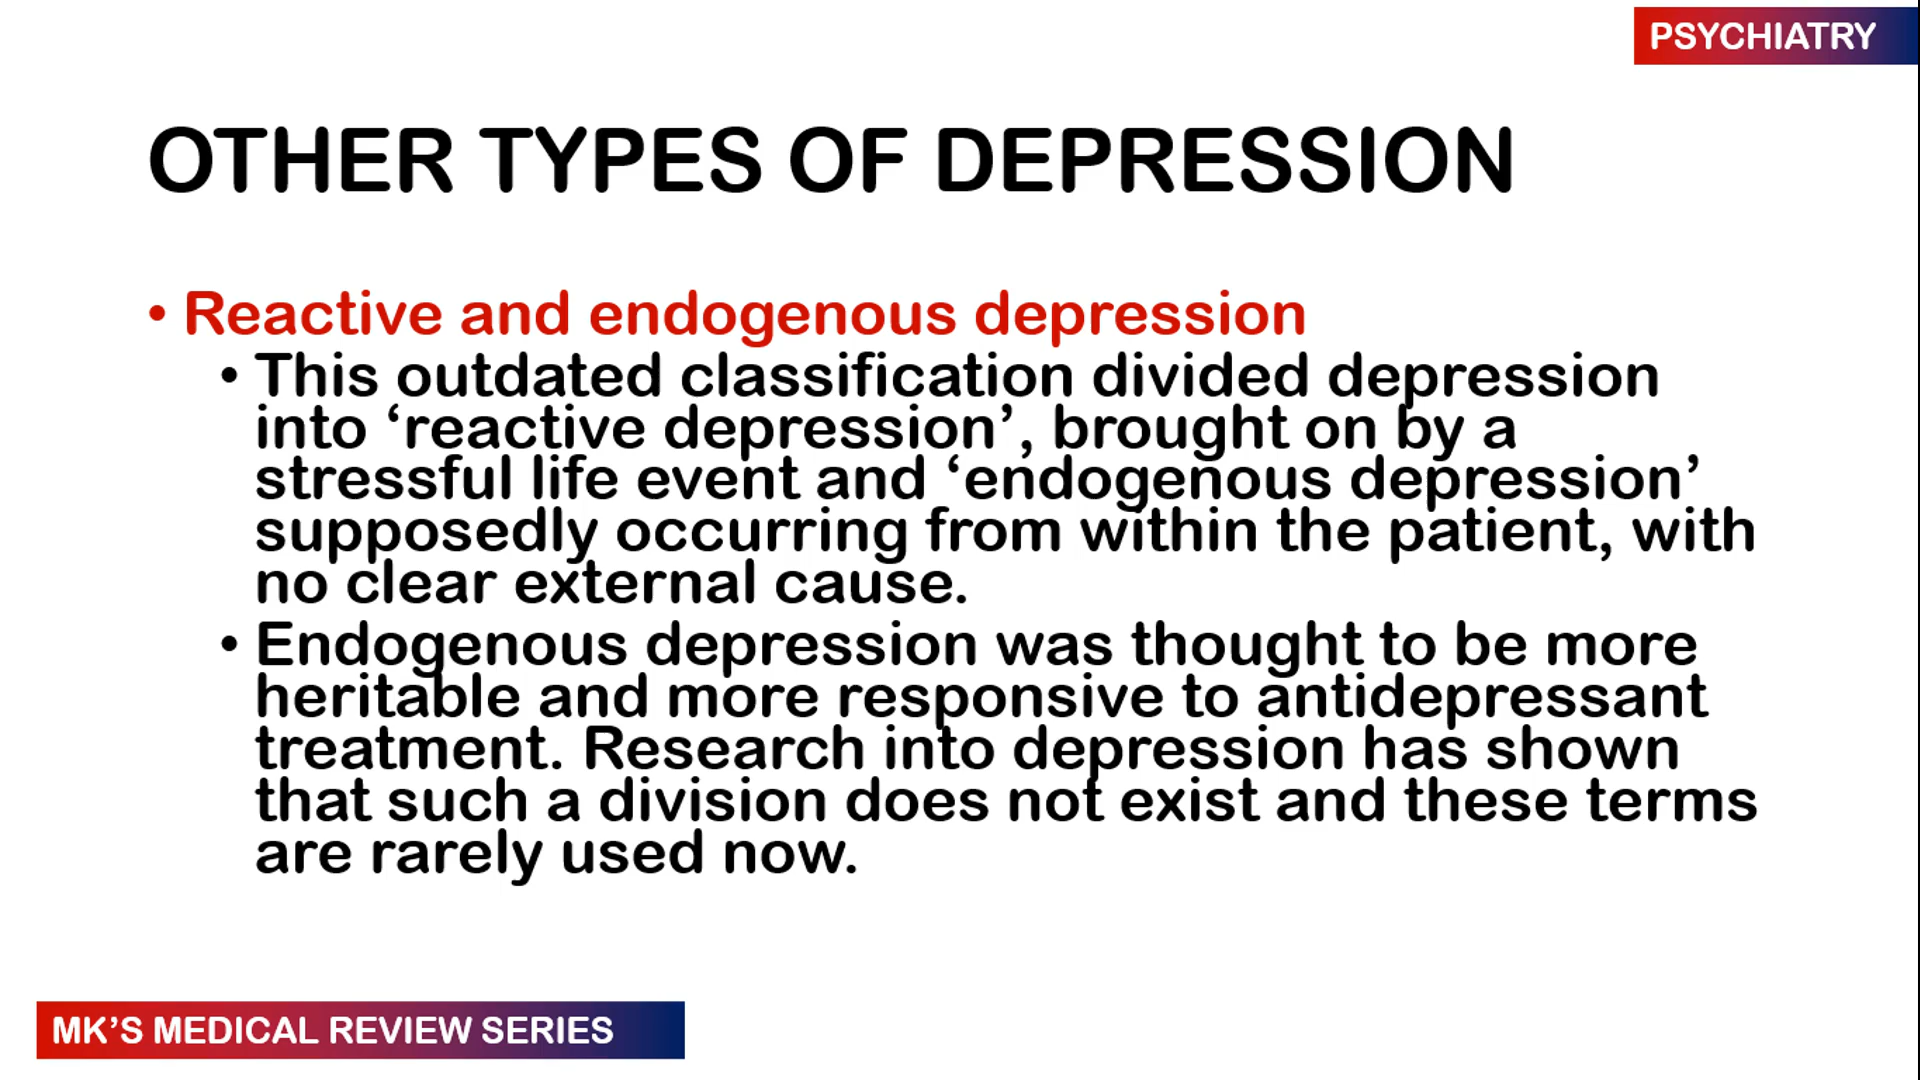 PSYCHIATRY
OTHER TYPES OF DEPRESSION
• Reactive and endogenous depression
• This outdated classification divided depression
into ‘reactive depression’, brought on by a
stressful life event and ‘endogenous depression’
supposedly occurring from within the patient, with
no clear external cause.
• Endogenous depression was thought to be more
heritable and more responsive to antidepressant
treatment. Research into depression has shown
that such a division does not exist and these terms
are rarely used now.
MK’S MEDICAL REVIEW SERIES